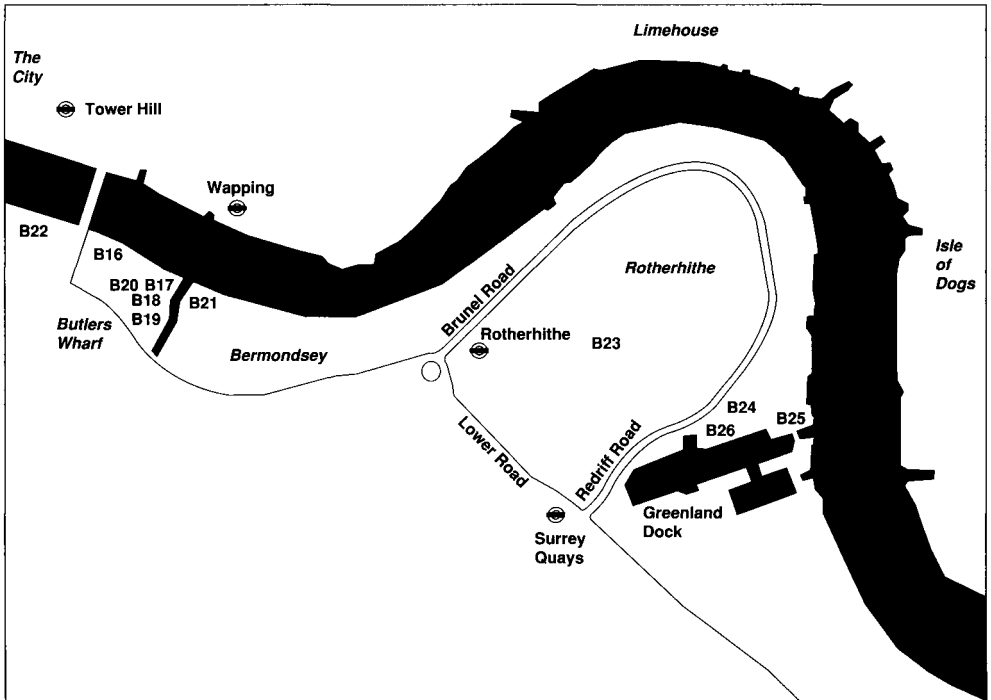 Limehouse
The
City
Tower Hill
Wapping
B22
B16
Isle
of
Dogs
Rotherhithe
B20 B17
B18
B21
B19
Butlers
Wharf
Brunel Road
Rotherhithe
B23
Bermondsey
B24
B25
B26
Lower Road
Redriff Road
Greenland
Dock
Surrey
Quays